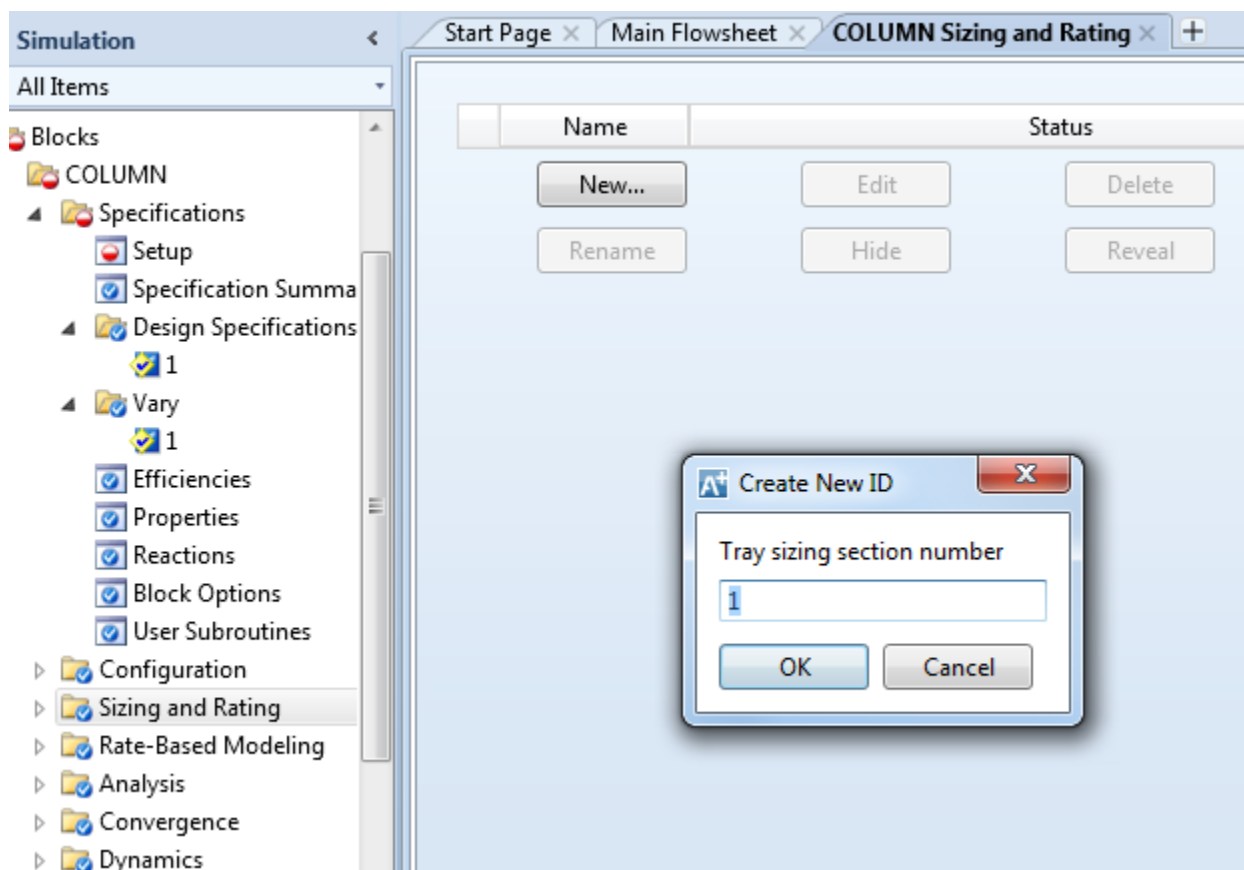 Simulation
All Items
Blocks
COLUMN
Specifications
Setup
Specification Summa
Design Specifications
1
Vary
1
Efficiencies
Properties
Reactions
Block Options
User Subroutines
Configuration
Sizing and Rating
Rate-Based Modeling
Analysis
Convergence
Dynamics
Start Page Main Flowsheet COLUMN Sizing and Rating
Name Status
New... Edit Delete
Rename Hide Reveal
Create New ID
Tray sizing section number
1
OK Cancel